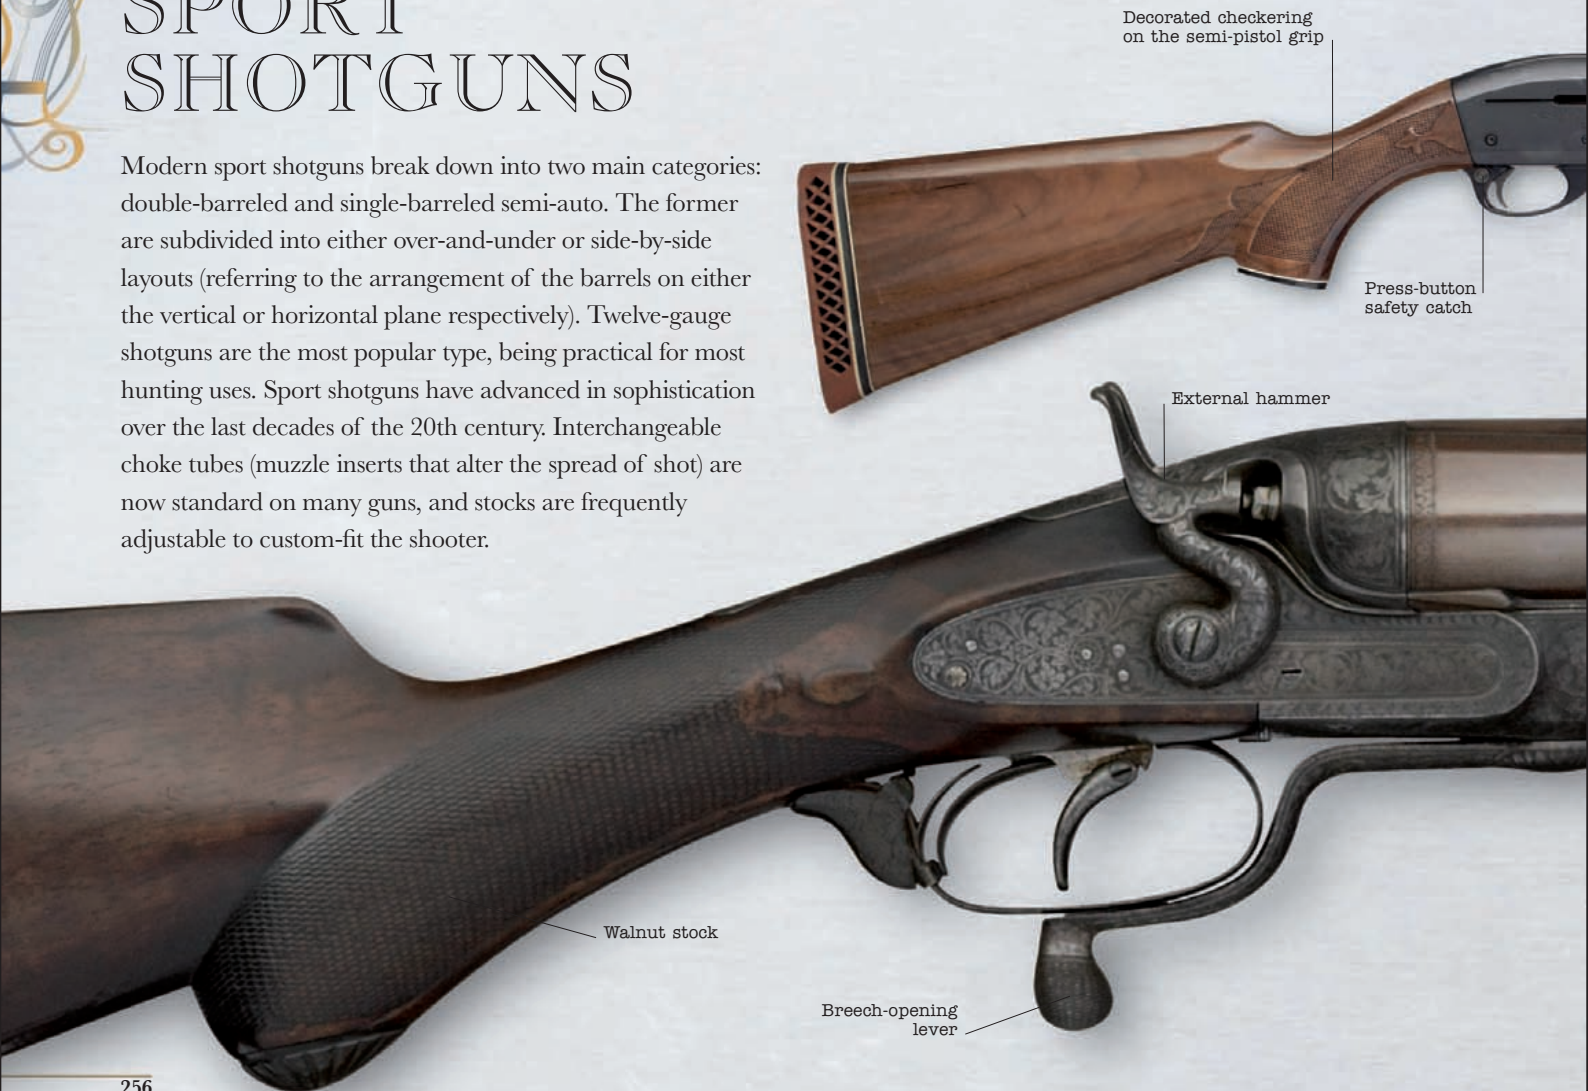 SPORT
SHOTGUNS
Modern sport shotguns break down into two main categories:
double-barreled and single-barreled semi-auto. The former
are subdivided into either over-and-under or side-by-side
layouts (referring to the arrangement of the barrels on either
the vertical or horizontal plane respectively). Twelve-gauge
shotguns are the most popular type, being practical for most
hunting uses. Sport shotguns have advanced in sophistication
over the last decades of the 20th century. Interchangeable
choke tubes (muzzle inserts that alter the spread of shot) are
now standard on many guns, and stocks are frequently
adjustable to custom-fit the shooter.
Decorated checkering
on the semi-pistol grip
Press-button
safety catch
External hammer
Walnut stock
Breech-opening
lever
256